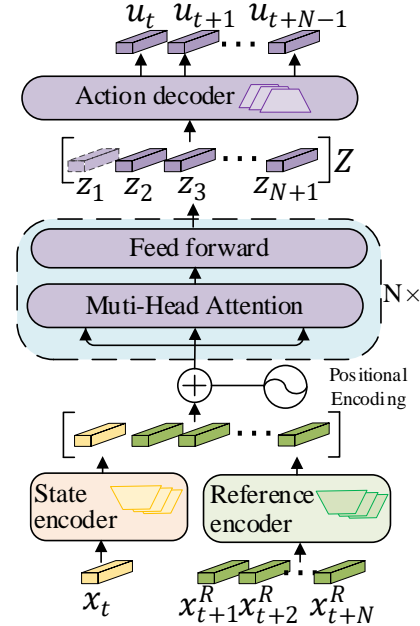 u_t u_{t+1} ··· u_{t+N-1}
Action decoder
[ ··· ] Z
z_1 z_2 z_3 z_{N+1}
Feed forward
Muti-Head Attention
N×
+
Positional
Encoding
[ ··· ]
State
encoder
Reference
encoder
x_t x^R_{t+1} x^R_{t+2} ··· x^R_{t+N}